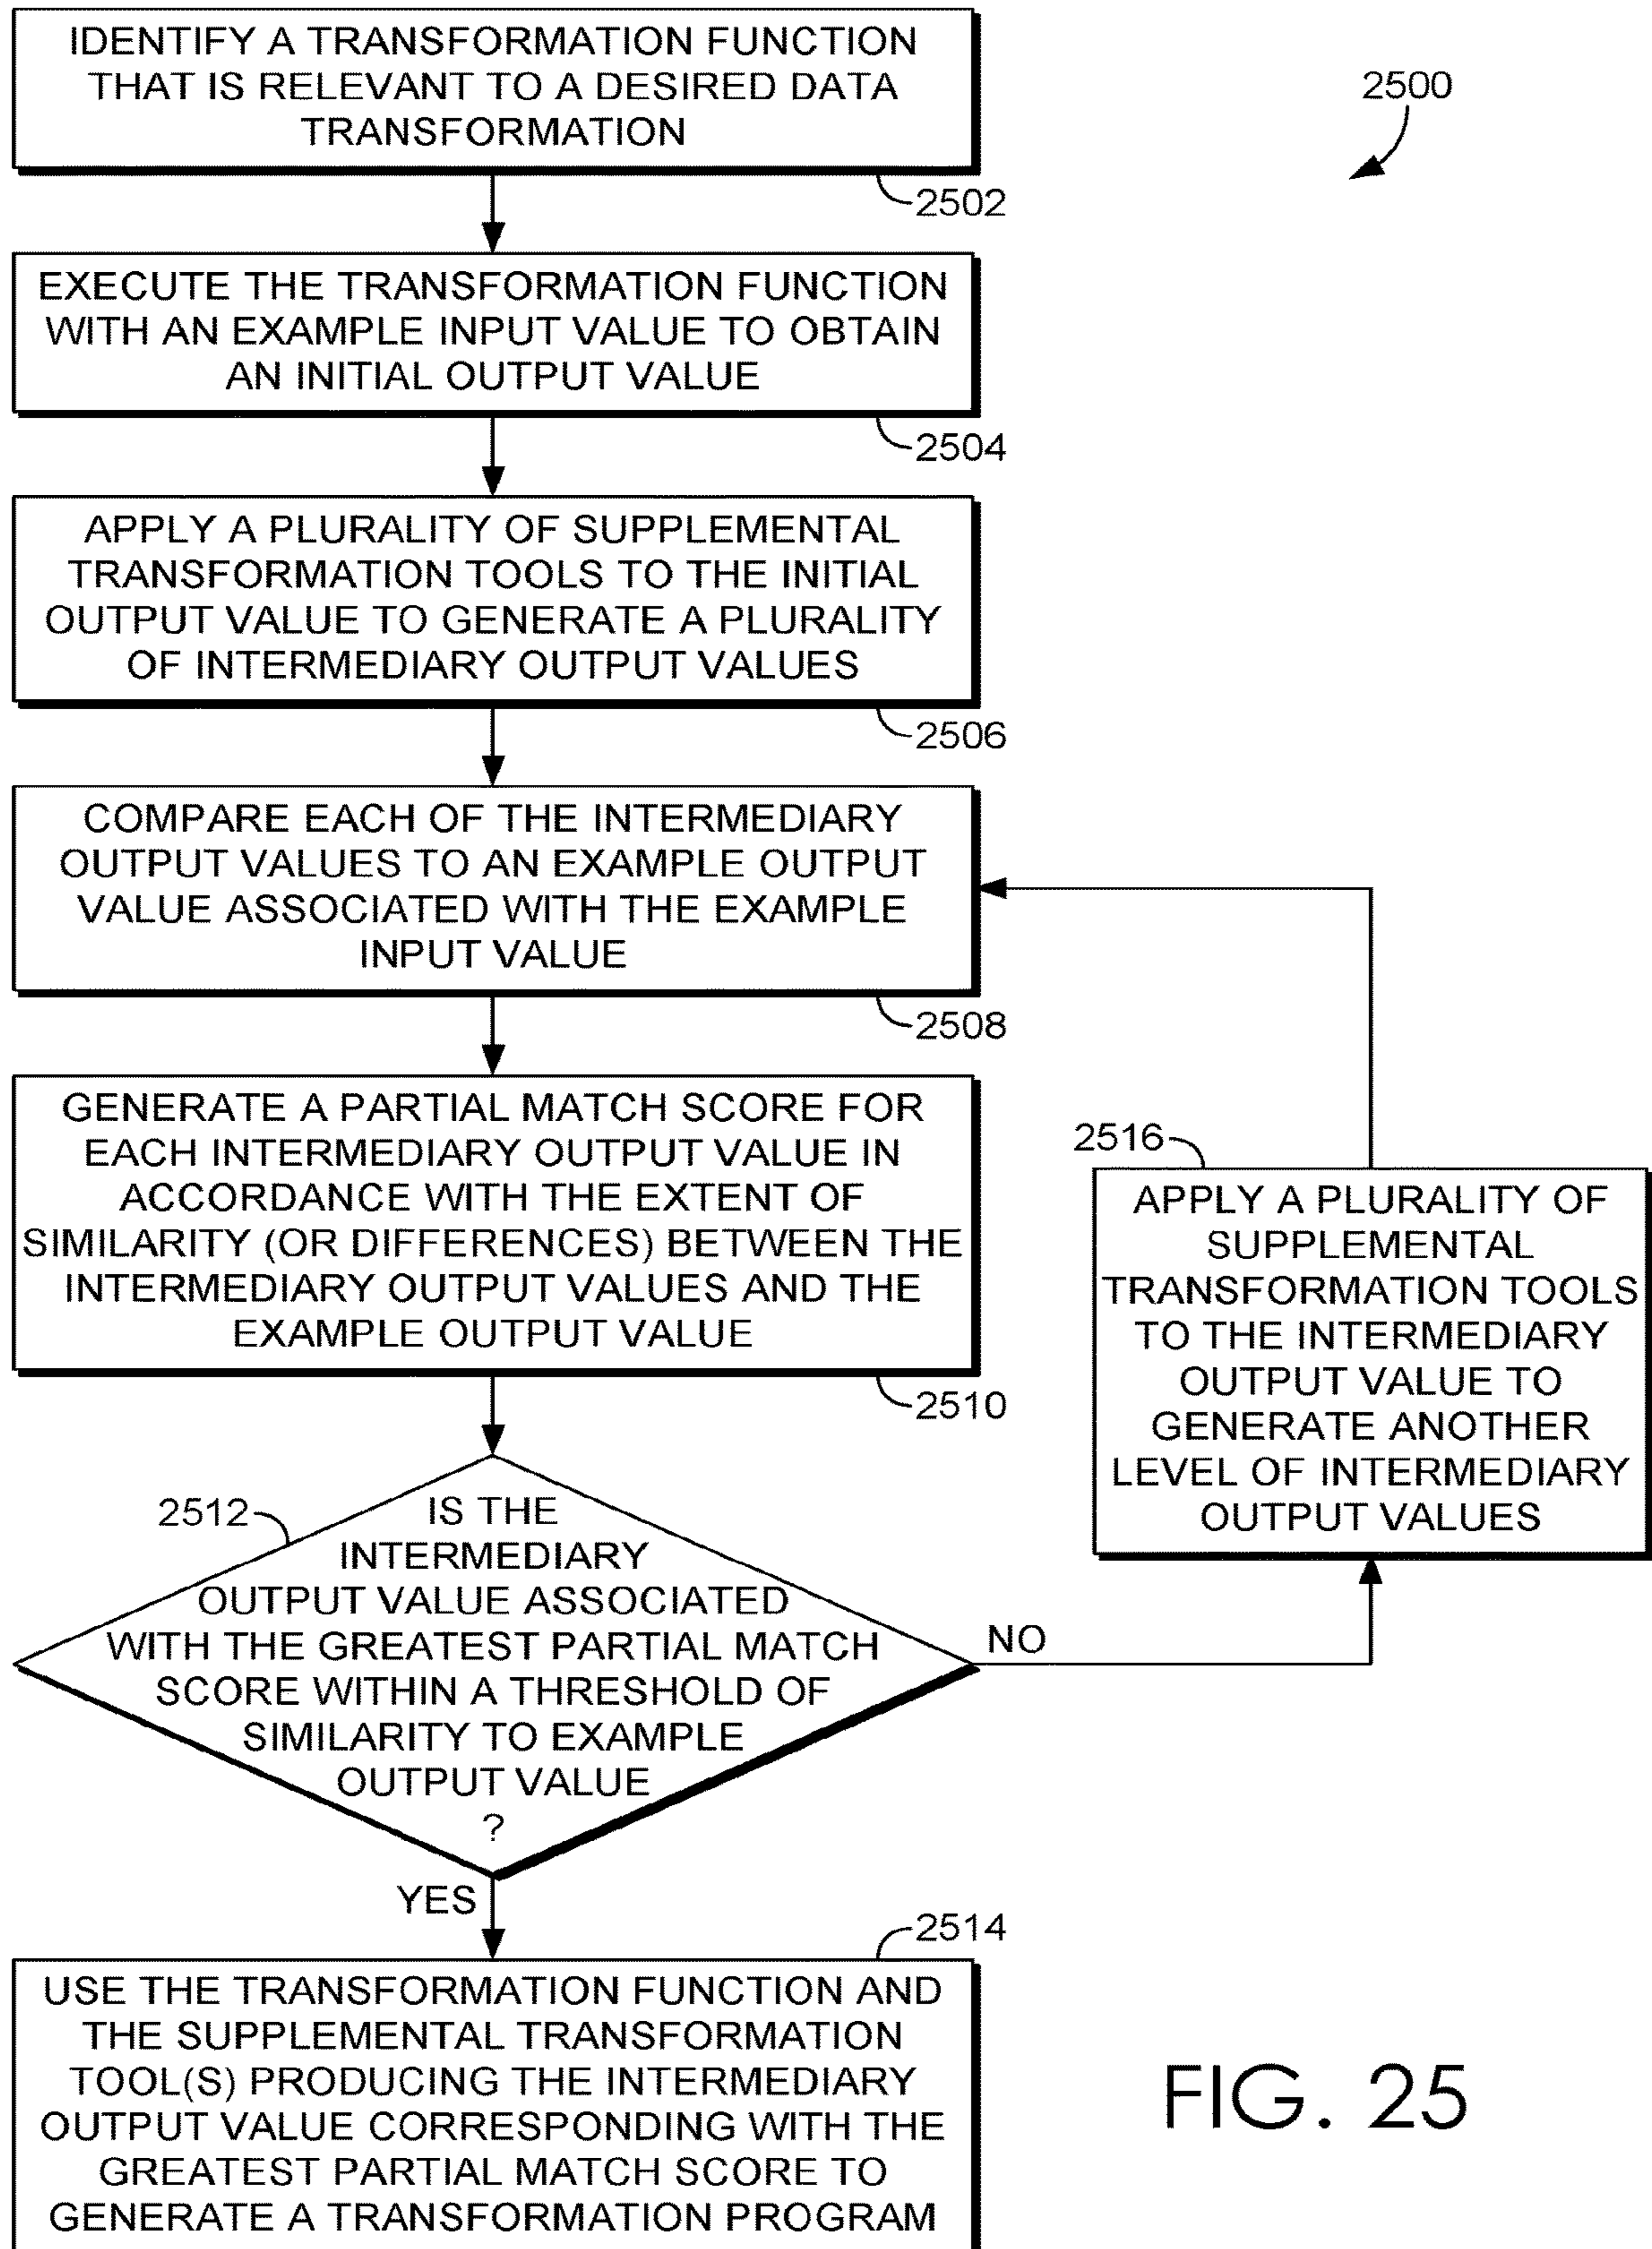 IDENTIFY A TRANSFORMATION FUNCTION
THAT IS RELEVANT TO A DESIRED DATA
TRANSFORMATION
2500
2502
EXECUTE THE TRANSFORMATION FUNCTION
WITH AN EXAMPLE INPUT VALUE TO OBTAIN
AN INITIAL OUTPUT VALUE
2504
APPLY A PLURALITY OF SUPPLEMENTAL
TRANSFORMATION TOOLS TO THE INITIAL
OUTPUT VALUE TO GENERATE A PLURALITY
OF INTERMEDIARY OUTPUT VALUES
2506
COMPARE EACH OF THE INTERMEDIARY
OUTPUT VALUES TO AN EXAMPLE OUTPUT
VALUE ASSOCIATED WITH THE EXAMPLE
INPUT VALUE
2508
GENERATE A PARTIAL MATCH SCORE FOR
EACH INTERMEDIARY OUTPUT VALUE IN
ACCORDANCE WITH THE EXTENT OF
SIMILARITY (OR DIFFERENCES) BETWEEN THE
INTERMEDIARY OUTPUT VALUES AND THE
EXAMPLE OUTPUT VALUE
2510
2512
IS THE
INTERMEDIARY
OUTPUT VALUE ASSOCIATED
WITH THE GREATEST PARTIAL MATCH
SCORE WITHIN A THRESHOLD OF
SIMILARITY TO EXAMPLE
OUTPUT VALUE
?
NO
2516
APPLY A PLURALITY OF
SUPPLEMENTAL
TRANSFORMATION TOOLS
TO THE INTERMEDIARY
OUTPUT VALUE TO
GENERATE ANOTHER
LEVEL OF INTERMEDIARY
OUTPUT VALUES
YES
2514
USE THE TRANSFORMATION FUNCTION AND
THE SUPPLEMENTAL TRANSFORMATION
TOOL(S) PRODUCING THE INTERMEDIARY
OUTPUT VALUE CORRESPONDING WITH THE
GREATEST PARTIAL MATCH SCORE TO
GENERATE A TRANSFORMATION PROGRAM
FIG. 25